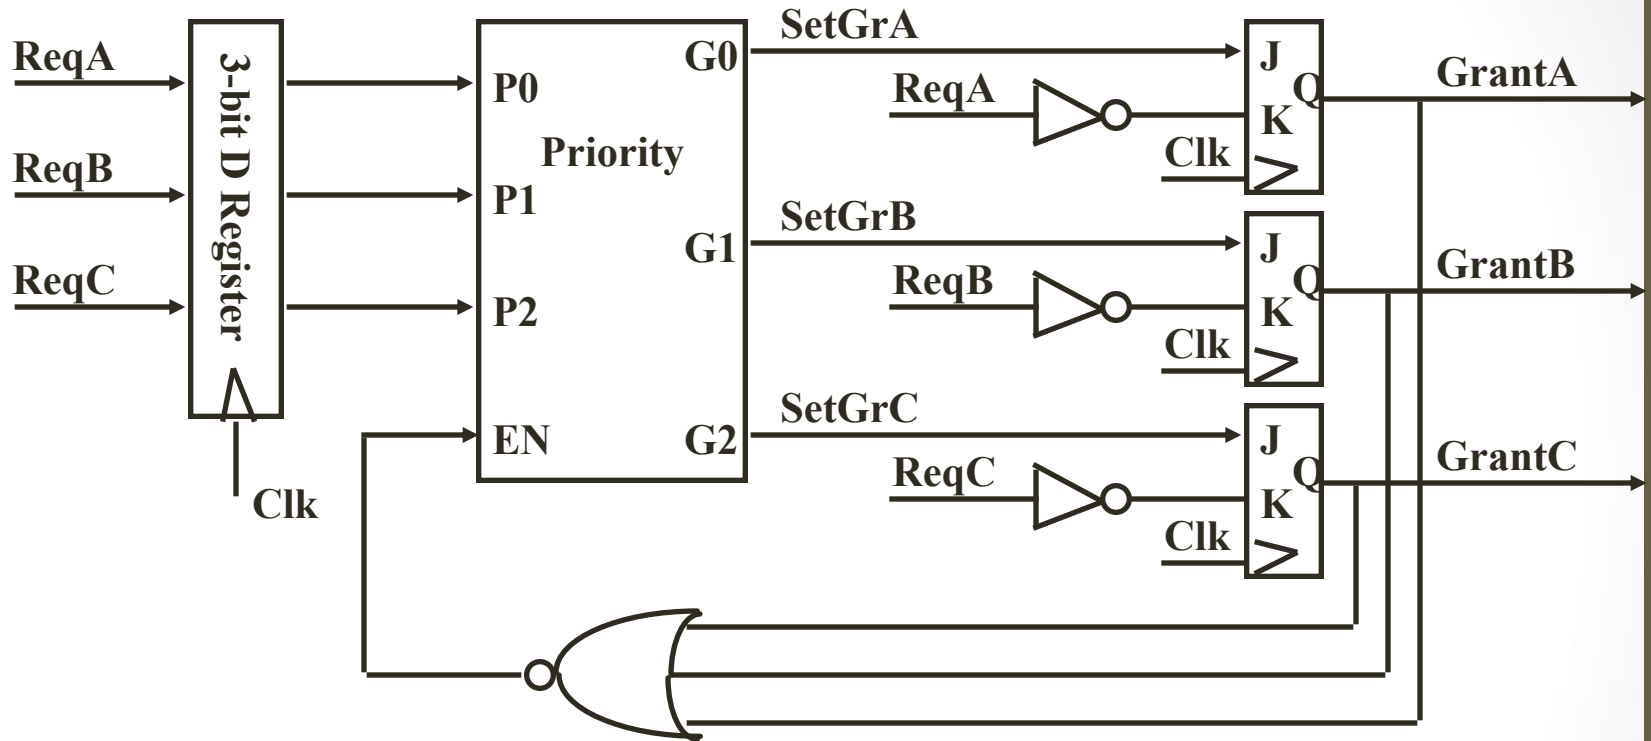 ReqA
ReqB
ReqC
3-bit D Register
Clk
P0
P1
P2
EN
Priority
G0
G1
G2
SetGrA
ReqA
Clk
J
Q
K
GrantA
SetGrB
ReqB
Clk
J
Q
K
GrantB
SetGrC
ReqC
Clk
J
Q
K
GrantC